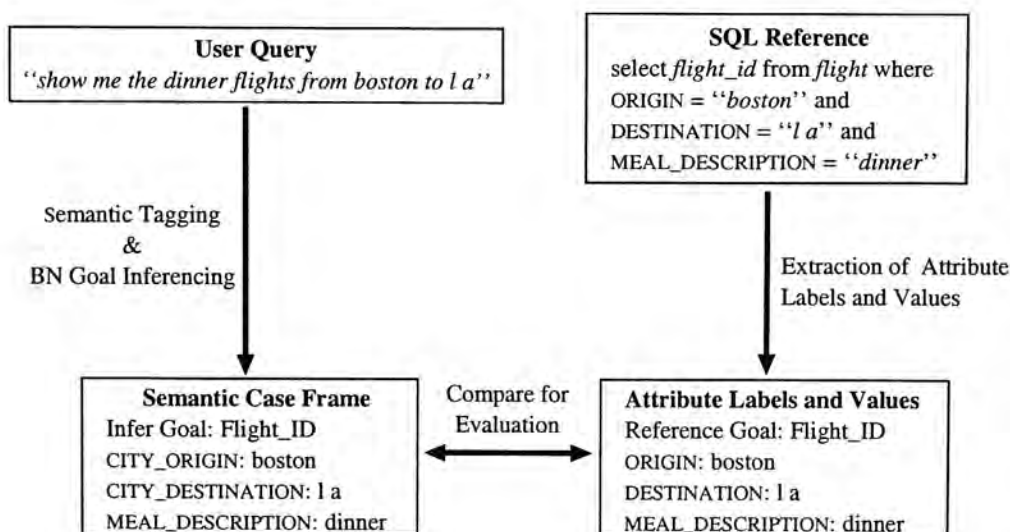 User Query
‘‘show me the dinner flights from boston to l a’’
SQL Reference
select flight_id from flight where
ORIGIN = ‘‘boston’’ and
DESTINATION = ‘‘l a’’ and
MEAL_DESCRIPTION = ‘‘dinner’’
Semantic Tagging
&
BN Goal Inferencing
Extraction of Attribute
Labels and Values
Semantic Case Frame
Infer Goal: Flight_ID
CITY_ORIGIN: boston
CITY_DESTINATION: l a
MEAL_DESCRIPTION: dinner
Compare for
Evaluation
Attribute Labels and Values
Reference Goal: Flight_ID
ORIGIN: boston
DESTINATION: l a
MEAL_DESCRIPTION: dinner